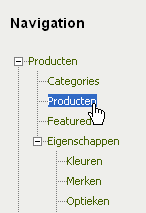 Navigation
Producten
Categories
Producten
Featured
Eigenschappen
Kleuren
Merken
Optieken